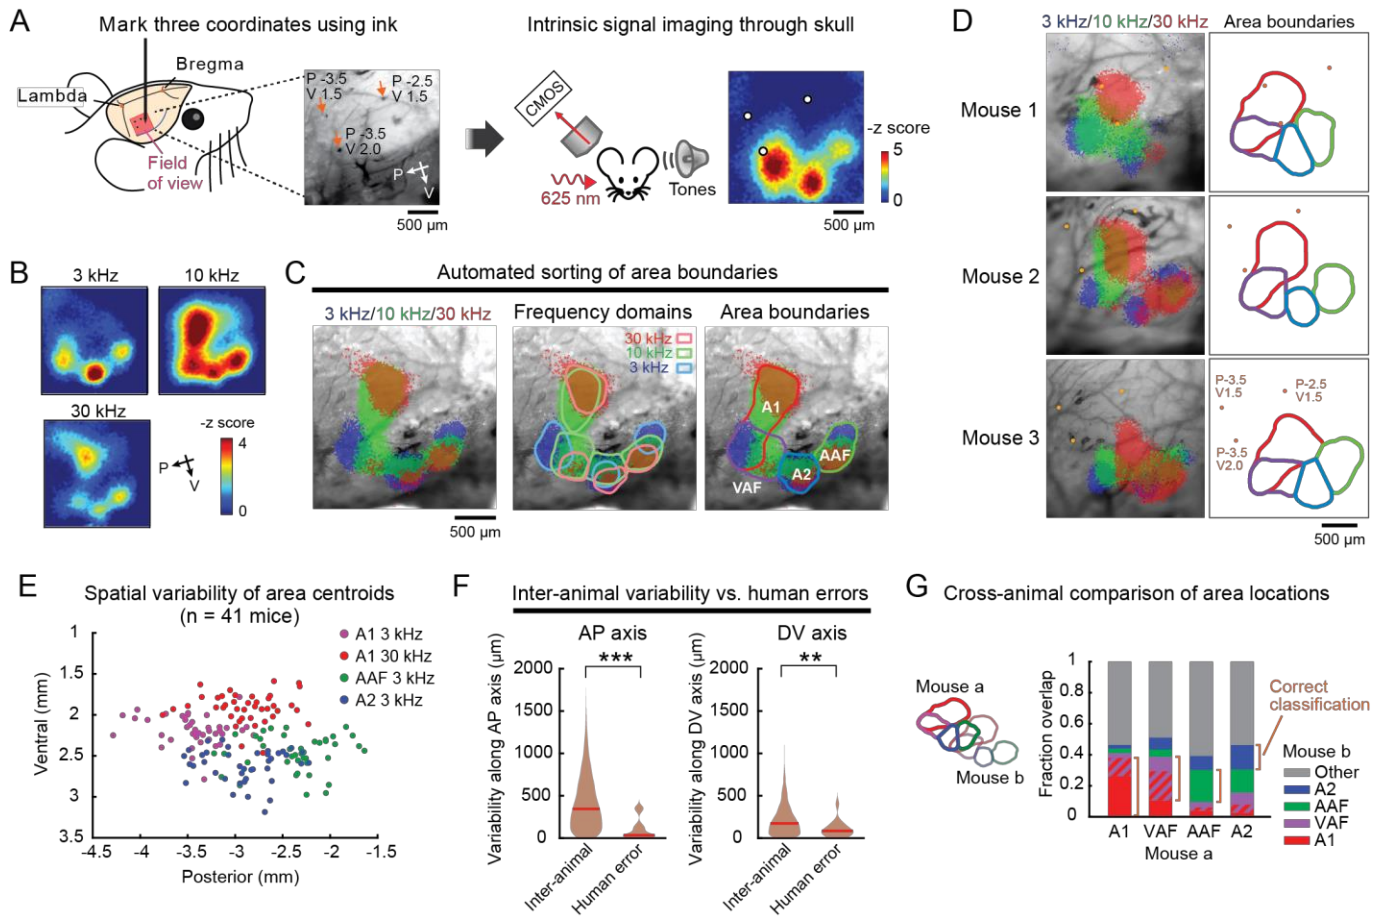 A
Mark three coordinates using ink
Bregma
Lambda
Field
of view
P -3.5
V 1.5
P -2.5
V 1.5
P -3.5
V 2.0
P
V
500 µm
Intrinsic signal imaging through skull
CMOS
625 nm
Tones
-z score
5
0
500 µm
B
3 kHz
10 kHz
30 kHz
-z score
4
0
P
V
C
Automated sorting of area boundaries
3 kHz/10 kHz/30 kHz
Frequency domains
Area boundaries
30 kHz
10 kHz
3 kHz
A1
AAF
A2
VAF
500 µm
D
3 kHz/10 kHz/30 kHz
Area boundaries
Mouse 1
Mouse 2
Mouse 3
P-3.5
V1.5
P-2.5
V1.5
P-3.5
V2.0
500 µm
E
Spatial variability of area centroids
(n = 41 mice)
A1 3 kHz
A1 30 kHz
AAF 3 kHz
A2 3 kHz
Ventral (mm)
1
1.5
2
2.5
3
3.5
-4.5
-4
-3.5
-3
-2.5
-2
-1.5
Posterior (mm)
F
Inter-animal variability vs. human errors
AP axis
Variability along AP axis (µm)
2000
1500
1000
500
0
***
Inter-animal
Human error
DV axis
Variability along DV axis (µm)
2000
1500
1000
500
0
**
Inter-animal
Human error
G
Cross-animal comparison of area locations
Mouse a
Mouse b
Fraction overlap
1
0.8
0.6
0.4
0.2
0
A1
VAF
AAF
A2
Mouse a
Correct
classification
Mouse b
Other
A2
AAF
VAF
A1